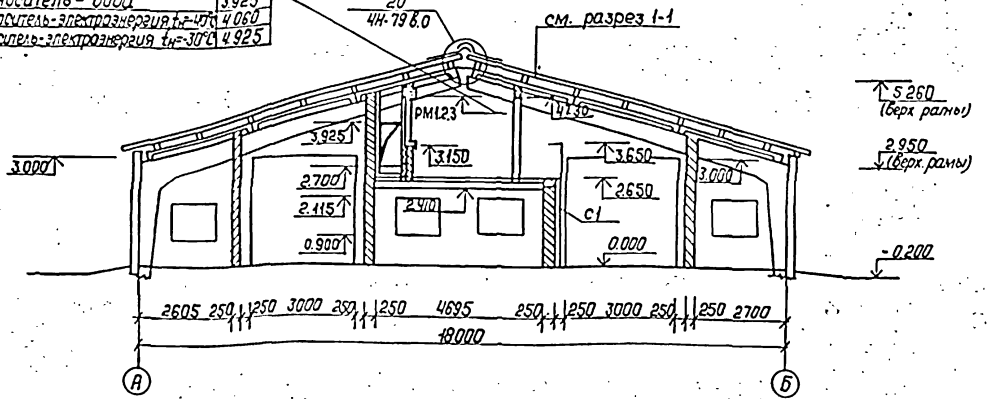 вода 3.925
-электроэнергия tн=-40°С 4.060
-электроэнергия tн=-30°С 4.925
20
4Н-79 в.0
см. разрез 1-1
5.260
(верх рамы)
РМ1.2.3
4.130
3.925
3.150
3.650
2.950
(верх.рамы)
3.000
2.700
2.650
3.000
2.115
2.410
С1
0.900
0.000
-0.200
2605 250 250 3000 250 250 4695 250 250 3000 250 250 2700
18000
А
Б